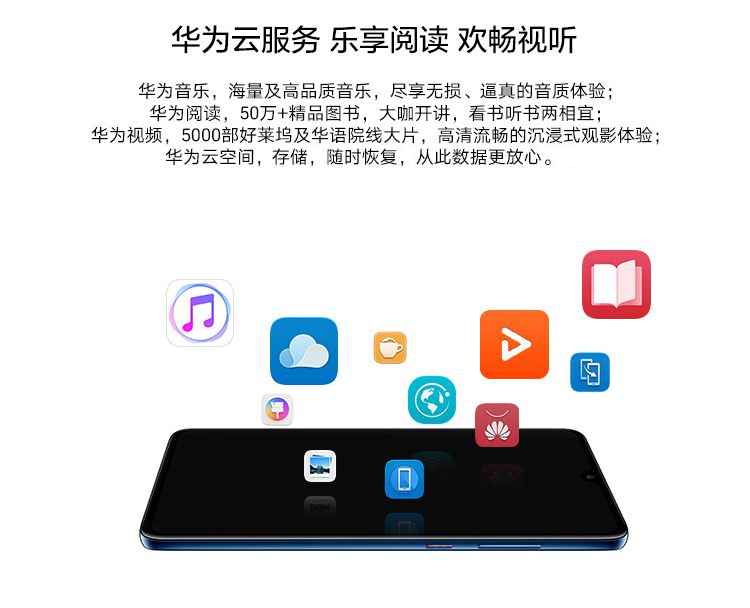 华为云服务 乐享阅读 欢畅视听
华为音乐，海量及高品质音乐，尽享无损、逼真的音质体验；
华为阅读，50万+精品图书，大咖开讲，看书听书两相宜；
华为视频，5000部好莱坞及华语院线大片，高清流畅的沉浸式观影体验；
华为云空间，存储，随时恢复，从此数据更放心。